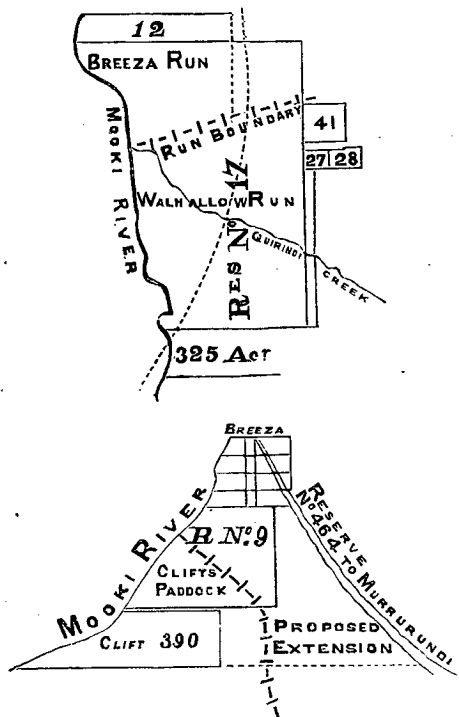 12
BREEZA RUN
MOOKI RIVER
RUN BOUNDARY
41
27 28
WALHALLOW RUN
RES No. 17
QUIRINDI
CREEK
325 Acr
BREEZA
MOOKI RIVER
RESERVE
No. 464 TO MURRURUNDI
R No. 9
CLIFTS
PADDOCK
CLIFT 390
PROPOSED
EXTENSION